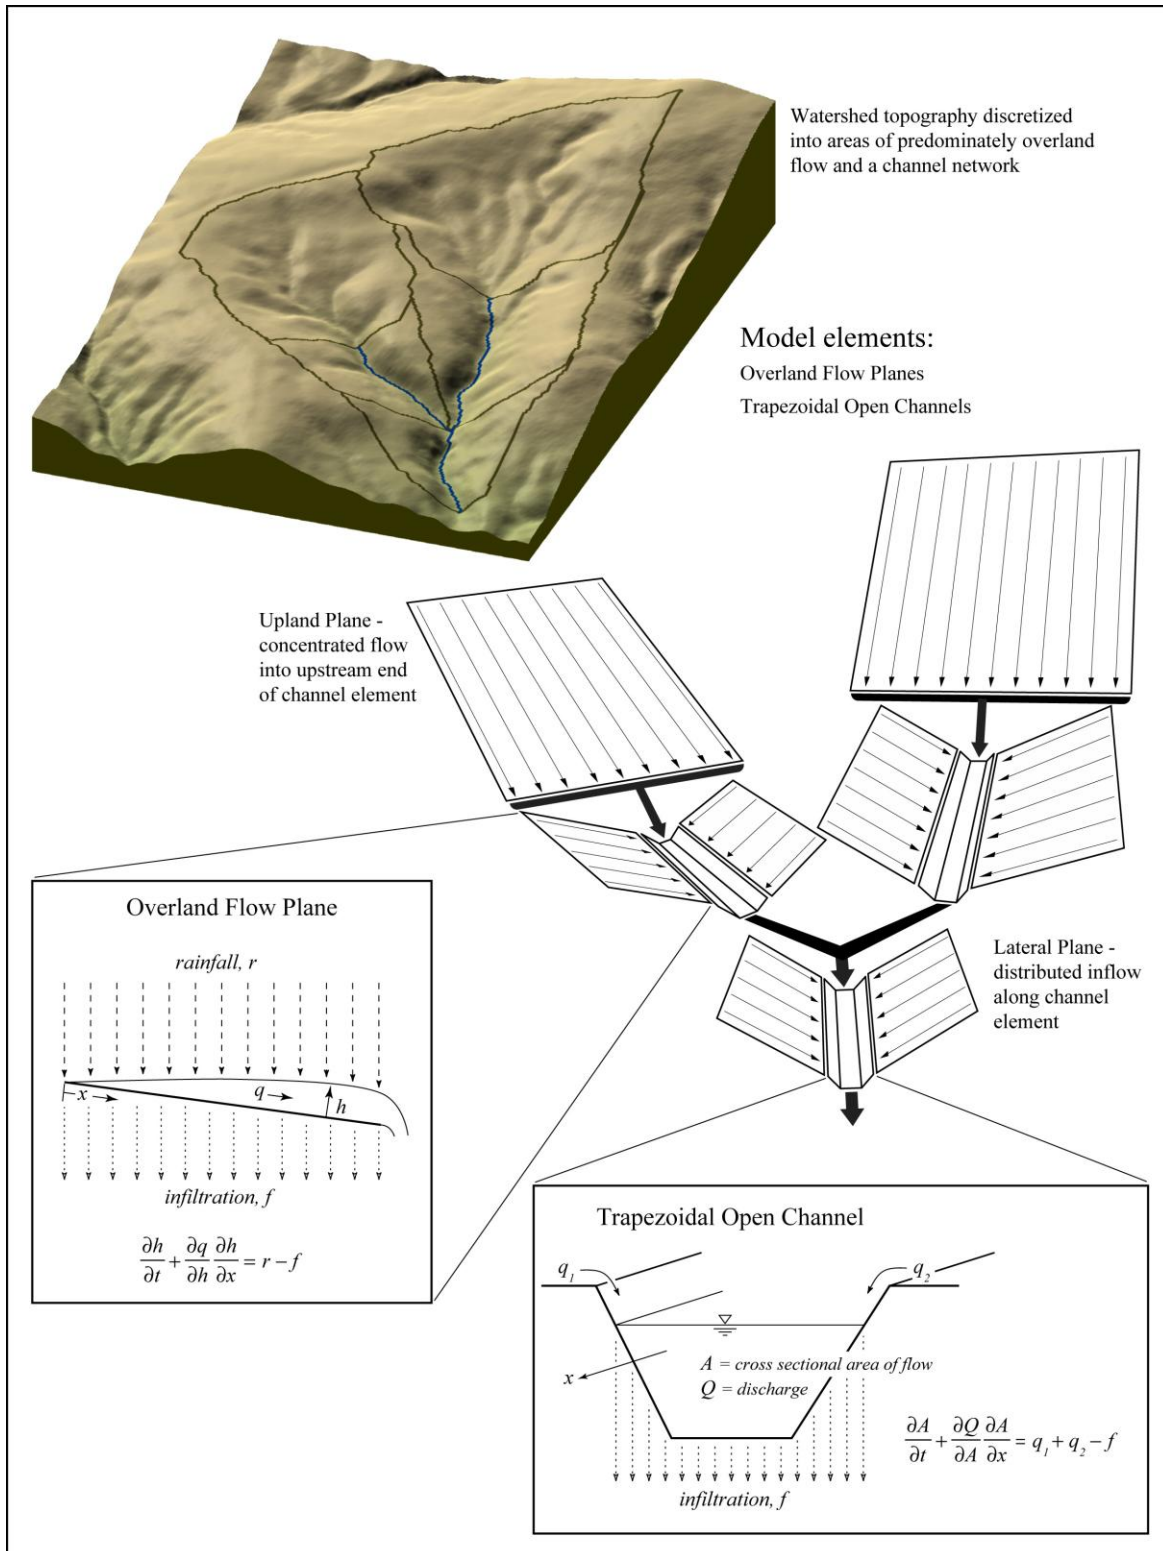 Watershed topography discretized
into areas of predominately overland
flow and a channel network
Model elements:
Overland Flow Planes
Trapezoidal Open Channels
Upland Plane -
concentrated flow
into upstream end
of channel element
Lateral Plane -
distributed inflow
along channel
element
Overland Flow Plane
rainfall, r
x
q
h
infiltration, f
∂h/∂t + ∂q/∂h ∂h/∂x = r – f
Trapezoidal Open Channel
q₁
q₂
A = cross sectional area of flow
Q = discharge
x
∂A/∂t + ∂Q/∂A ∂A/∂x = q₁ + q₂ – f
infiltration, f